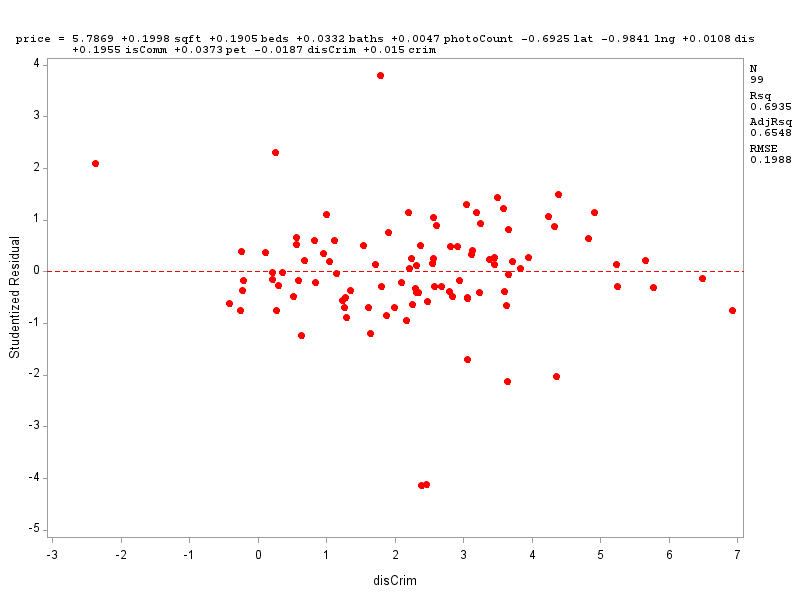 price = 5.7869 +0.1998 sqft +0.1905 beds +0.0332 baths +0.0047 photoCount -0.6925 lat -0.9841 lng +0.0108 dis
+0.1955 isComm +0.0373 pet -0.0187 disCrim +0.015 crim
N
99
Rsq
0.6935
AdjRsq
0.6548
RMSE
0.1988
4
3
2
1
0
-1
-2
-3
-4
-5
Studentized Residual
-3 -2 -1 0 1 2 3 4 5 6 7
disCrim